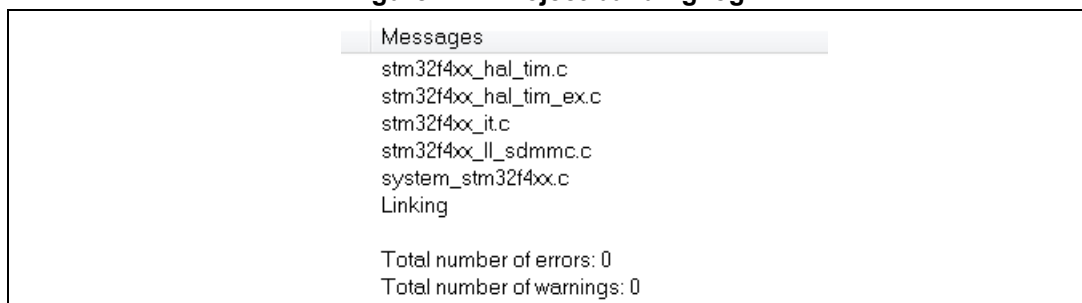 Messages
stm32f4xx_hal_tim.c
stm32f4xx_hal_tim_ex.c
stm32f4xx_it.c
stm32f4xx_ll_sdmmc.c
system_stm32f4xx.c
Linking
Total number of errors: 0
Total number of warnings: 0